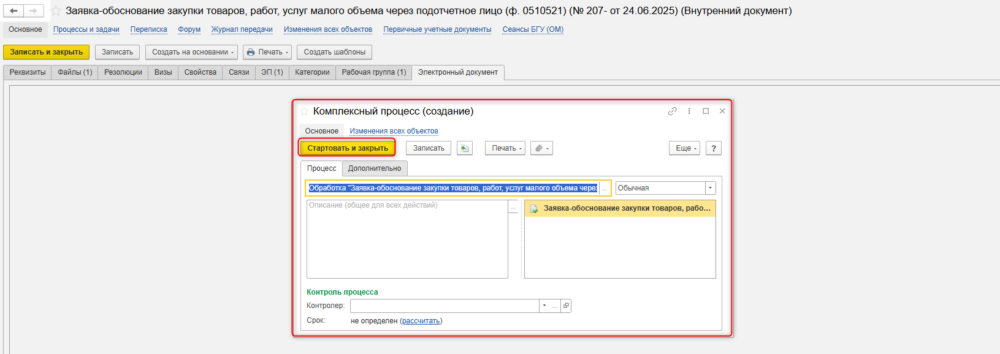 Заявка-обоснование закупки товаров, работ, услуг малого объема через подотчетное лицо (ф. 0510521) (№ 207- от 24.06.2025) (Внутренний документ)
Основное Процессы и задачи Переписка Форум Журнал передачи Изменения всех объектов Первичные учетные документы Сеансы БГУ (ОМ)
Записать и закрыть Записать Создать на основании Печать Создать шаблоны
Реквизиты Файлы (1) Резолюции Визы Свойства Связи ЭП (1) Категории Рабочая группа (1) Электронный документ
Комплексный процесс (создание)
Основное Изменения всех объектов
Стартовать и закрыть Записать Печать Еще ?
Процесс Дополнительно
Обработка "Заявка-обоснование закупки товаров, работ, услуг малого объема через ... Обычная
Описание (общее для всех действий) ... Заявка-обоснование закупки товаров, рабо...
Контроль процесса
Контролер: ...
Срок: не определен (рассчитать)